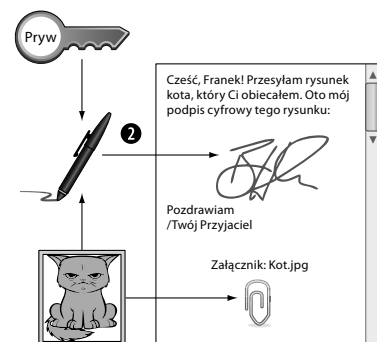 Pryw
Cześć, Franek! Przesyłam rysunek
kota, który Ci obiecałem. Oto mój
podpis cyfrowy tego rysunku:
2
Pozdrawiam
/Twój Przyjaciel
Załącznik: Kot.jpg